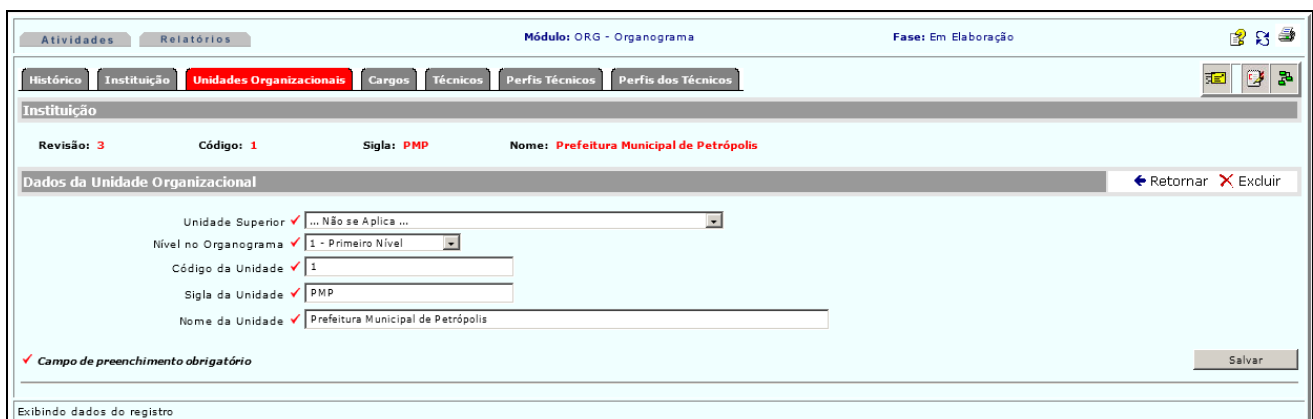 Atividades Relatórios Módulo: ORG - Organograma Fase: Em Elaboração
Histórico Instituição Unidades Organizacionais Cargos Técnicos Perfis Técnicos Perfis dos Técnicos
Instituição
Revisão: 3 Código: 1 Sigla: PMP Nome: Prefeitura Municipal de Petrópolis
Dados da Unidade Organizacional Retornar Excluir
Unidade Superior ... Não se Aplica ...
Nível no Organograma 1 - Primeiro Nível
Código da Unidade 1
Sigla da Unidade PMP
Nome da Unidade Prefeitura Municipal de Petrópolis
Campo de preenchimento obrigatório Salvar
Exibindo dados do registro